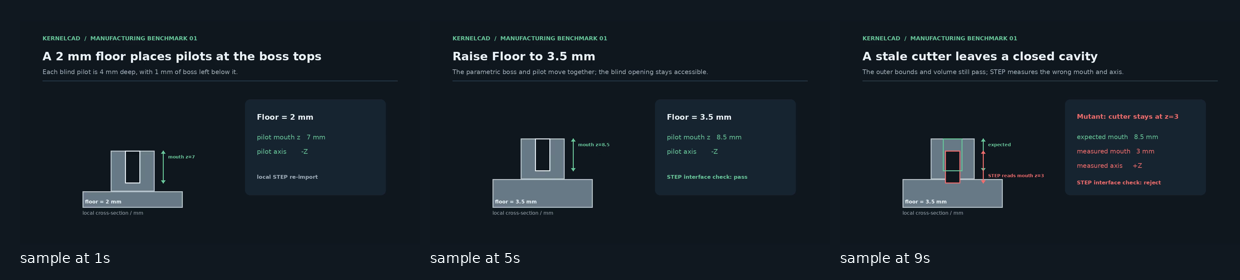 KERNELCAD / MANUFACTURING BENCHMARK 01
A 2 mm floor places pilots at the boss tops
Each blind pilot is 4 mm deep, with 1 mm of boss left below it.
Floor = 2 mm
pilot mouth z 7 mm
pilot axis -Z
local STEP re-import
mouth z=7
floor = 2 mm
local cross-section / mm
sample at 1s
KERNELCAD / MANUFACTURING BENCHMARK 01
Raise Floor to 3.5 mm
The parametric boss and pilot move together; the blind opening stays accessible.
Floor = 3.5 mm
pilot mouth z 8.5 mm
pilot axis -Z
STEP interface check: pass
mouth z=8.5
floor = 3.5 mm
local cross-section / mm
sample at 5s
KERNELCAD / MANUFACTURING BENCHMARK 01
A stale cutter leaves a closed cavity
The outer bounds and volume still pass; STEP measures the wrong mouth and axis.
Mutant: cutter stays at z=3
expected mouth 8.5 mm
measured mouth 3 mm
measured axis +Z
STEP interface check: reject
expected
STEP reads mouth z=3
floor = 3.5 mm
local cross-section / mm
sample at 9s